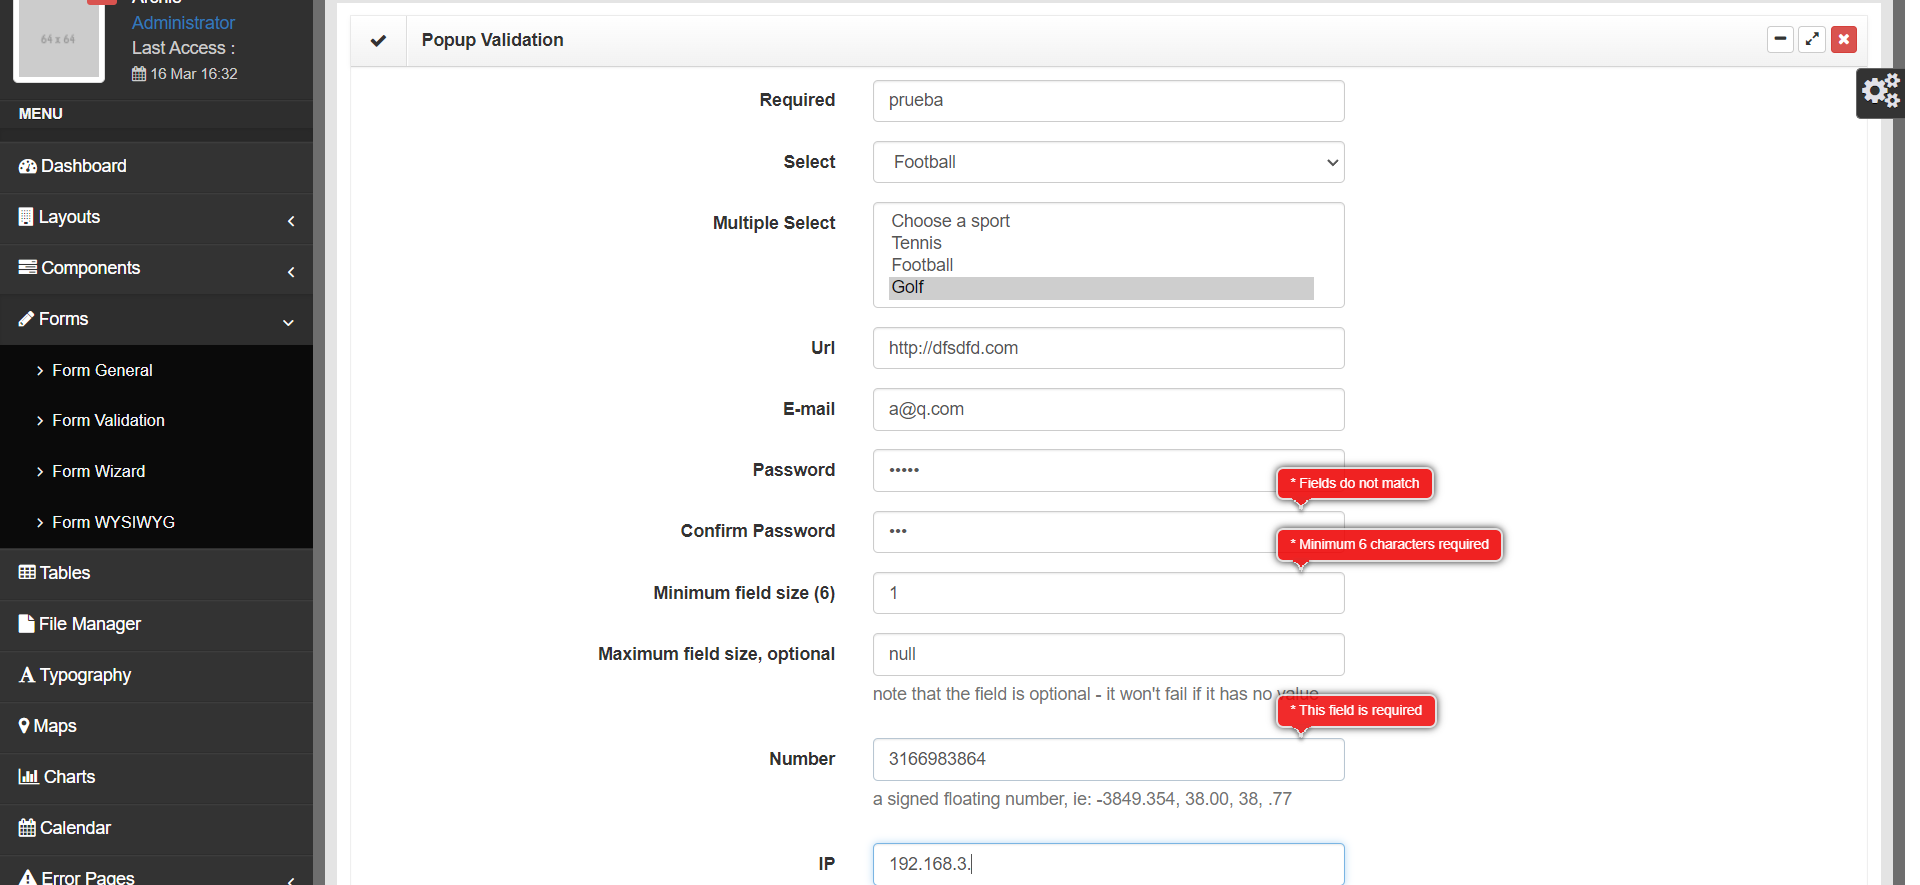 64 x 64
Administrator
Last Access :
16 Mar 16:32
MENU
Dashboard
Layouts
Components
Forms
Form General
Form Validation
Form Wizard
Form WYSIWYG
Tables
File Manager
Typography
Maps
Charts
Calendar
Error Pages
Popup Validation
Required
prueba
Select
Football
Multiple Select
Choose a sport
Tennis
Football
Golf
Url
http://dfsdfd.com
E-mail
a@q.com
Password
•••••
* Fields do not match
Confirm Password
•••
* Minimum 6 characters required
Minimum field size (6)
1
Maximum field size, optional
null
note that the field is optional - it won't fail if it has no value
* This field is required
Number
3166983864
a signed floating number, ie: -3849.354, 38.00, 38, .77
IP
192.168.3.